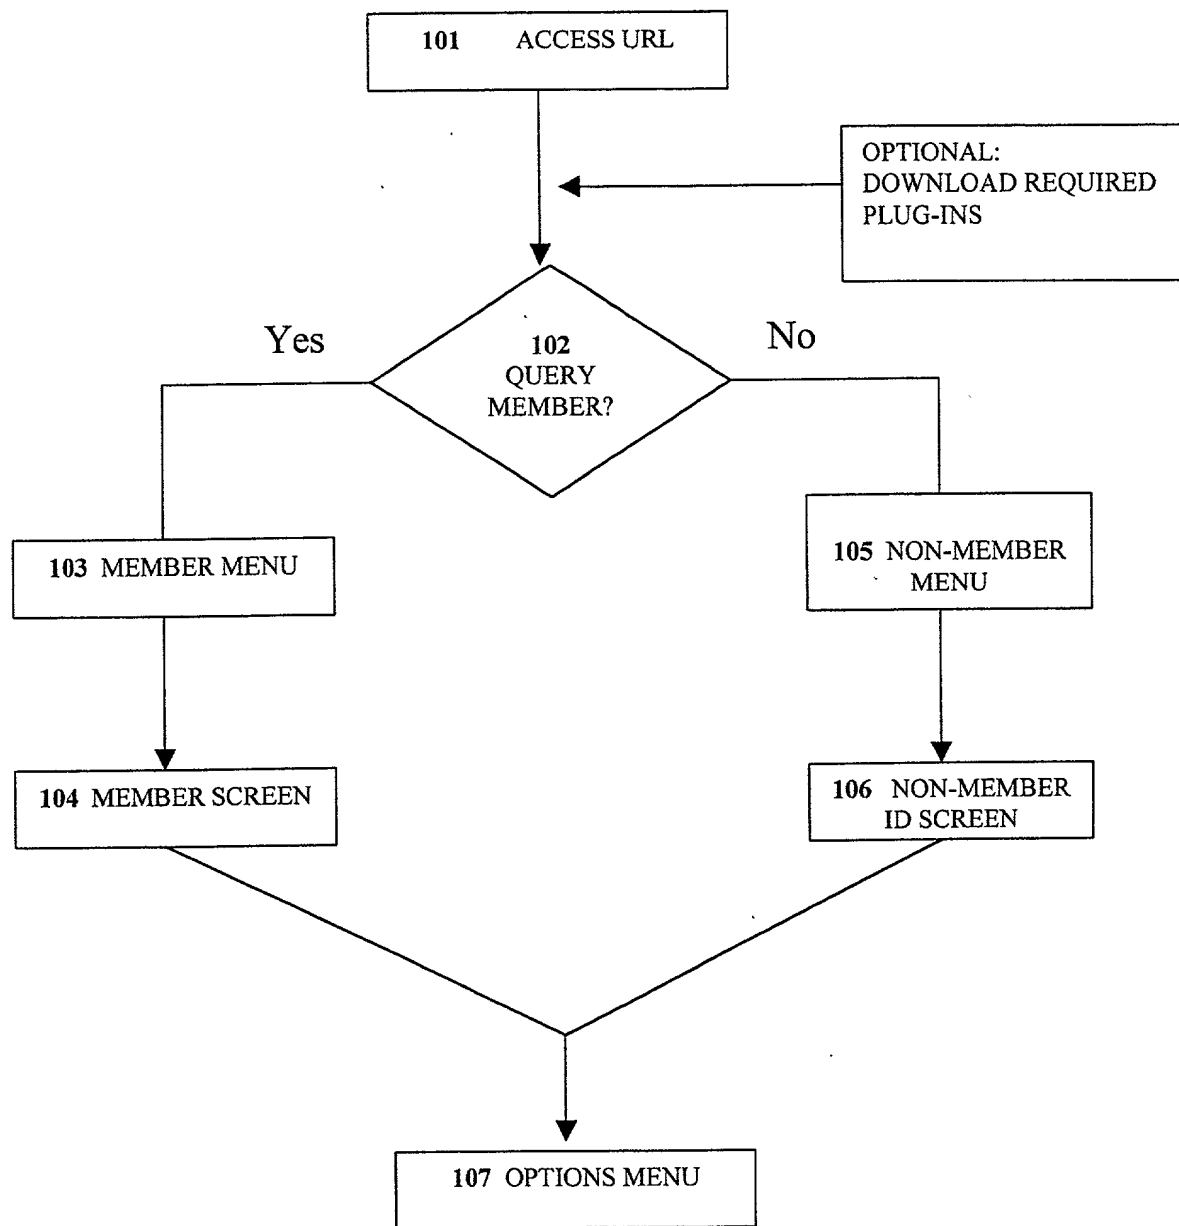 101 ACCESS URL
OPTIONAL:
DOWNLOAD REQUIRED
PLUG-INS
Yes
No
102
QUERY
MEMBER?
103 MEMBER MENU
105 NON-MEMBER
MENU
104 MEMBER SCREEN
106 NON-MEMBER
ID SCREEN
107 OPTIONS MENU